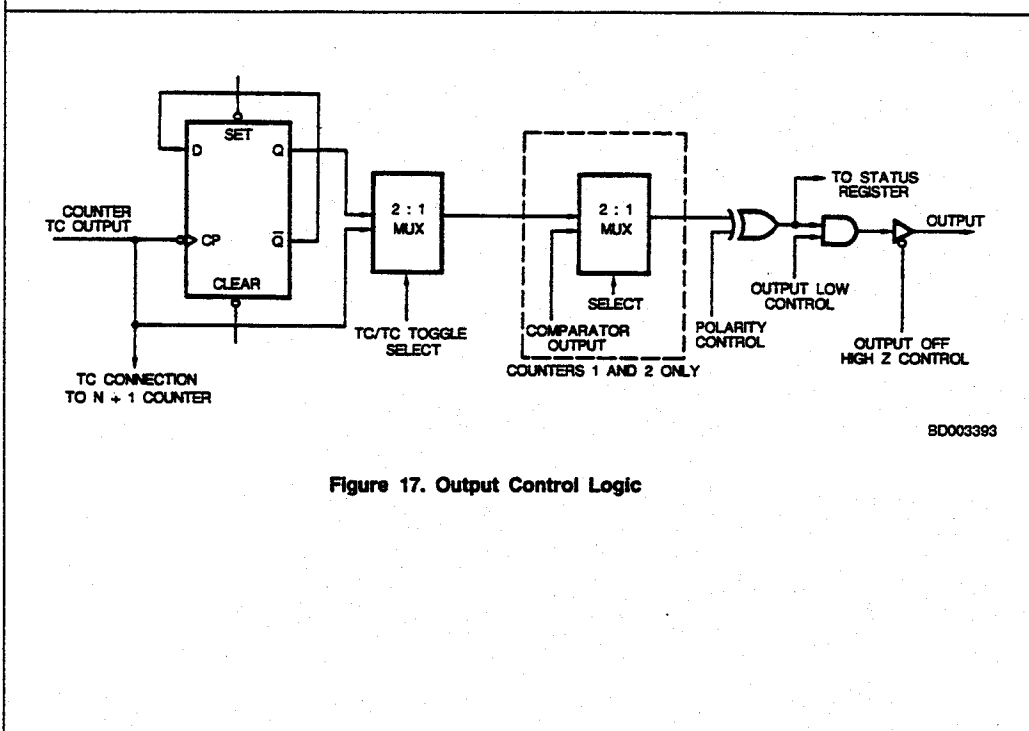 SET
D
Q
COUNTER
TC OUTPUT
CP
Q̅
CLEAR
2 : 1
MUX
TC/TC TOGGLE
SELECT
TC CONNECTION
TO N + 1 COUNTER
2 : 1
MUX
SELECT
COMPARATOR
OUTPUT
COUNTERS 1 AND 2 ONLY
POLARITY
CONTROL
TO STATUS
REGISTER
OUTPUT LOW
CONTROL
OUTPUT
OUTPUT OFF
HIGH Z CONTROL
BD003393
Figure 17. Output Control Logic